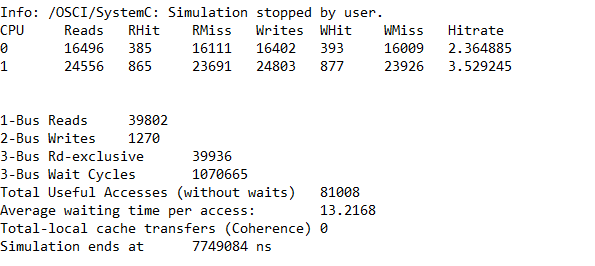 Info: /OSCI/SystemC: Simulation stopped by user.
CPU Reads RHit RMiss Writes WHit WMiss Hitrate
0 16496 385 16111 16402 393 16009 2.364885
1 24556 865 23691 24803 877 23926 3.529245
1-Bus Reads 39802
2-Bus Writes 1270
3-Bus Rd-exclusive 39936
3-Bus Wait Cycles 1070665
Total Useful Accesses (without waits) 81008
Average waiting time per access: 13.2168
Total-local cache transfers (Coherence) 0
Simulation ends at 7749084 ns